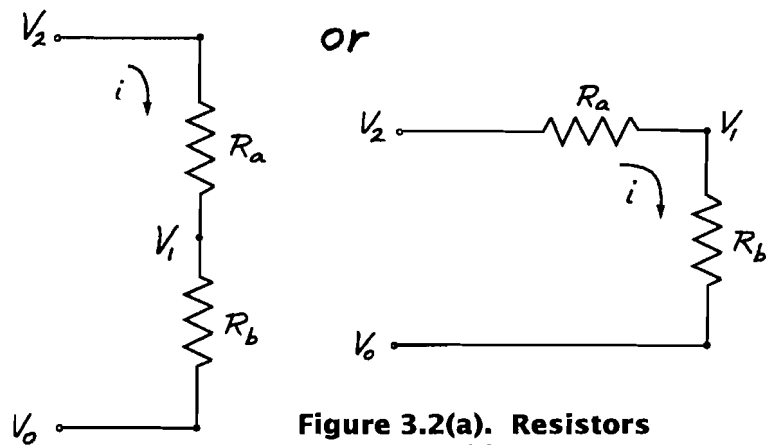 V2
or
i
Ra
V1
Rb
V0
Ra
V2
V1
i
Rb
V0
Figure 3.2(a). Resistors